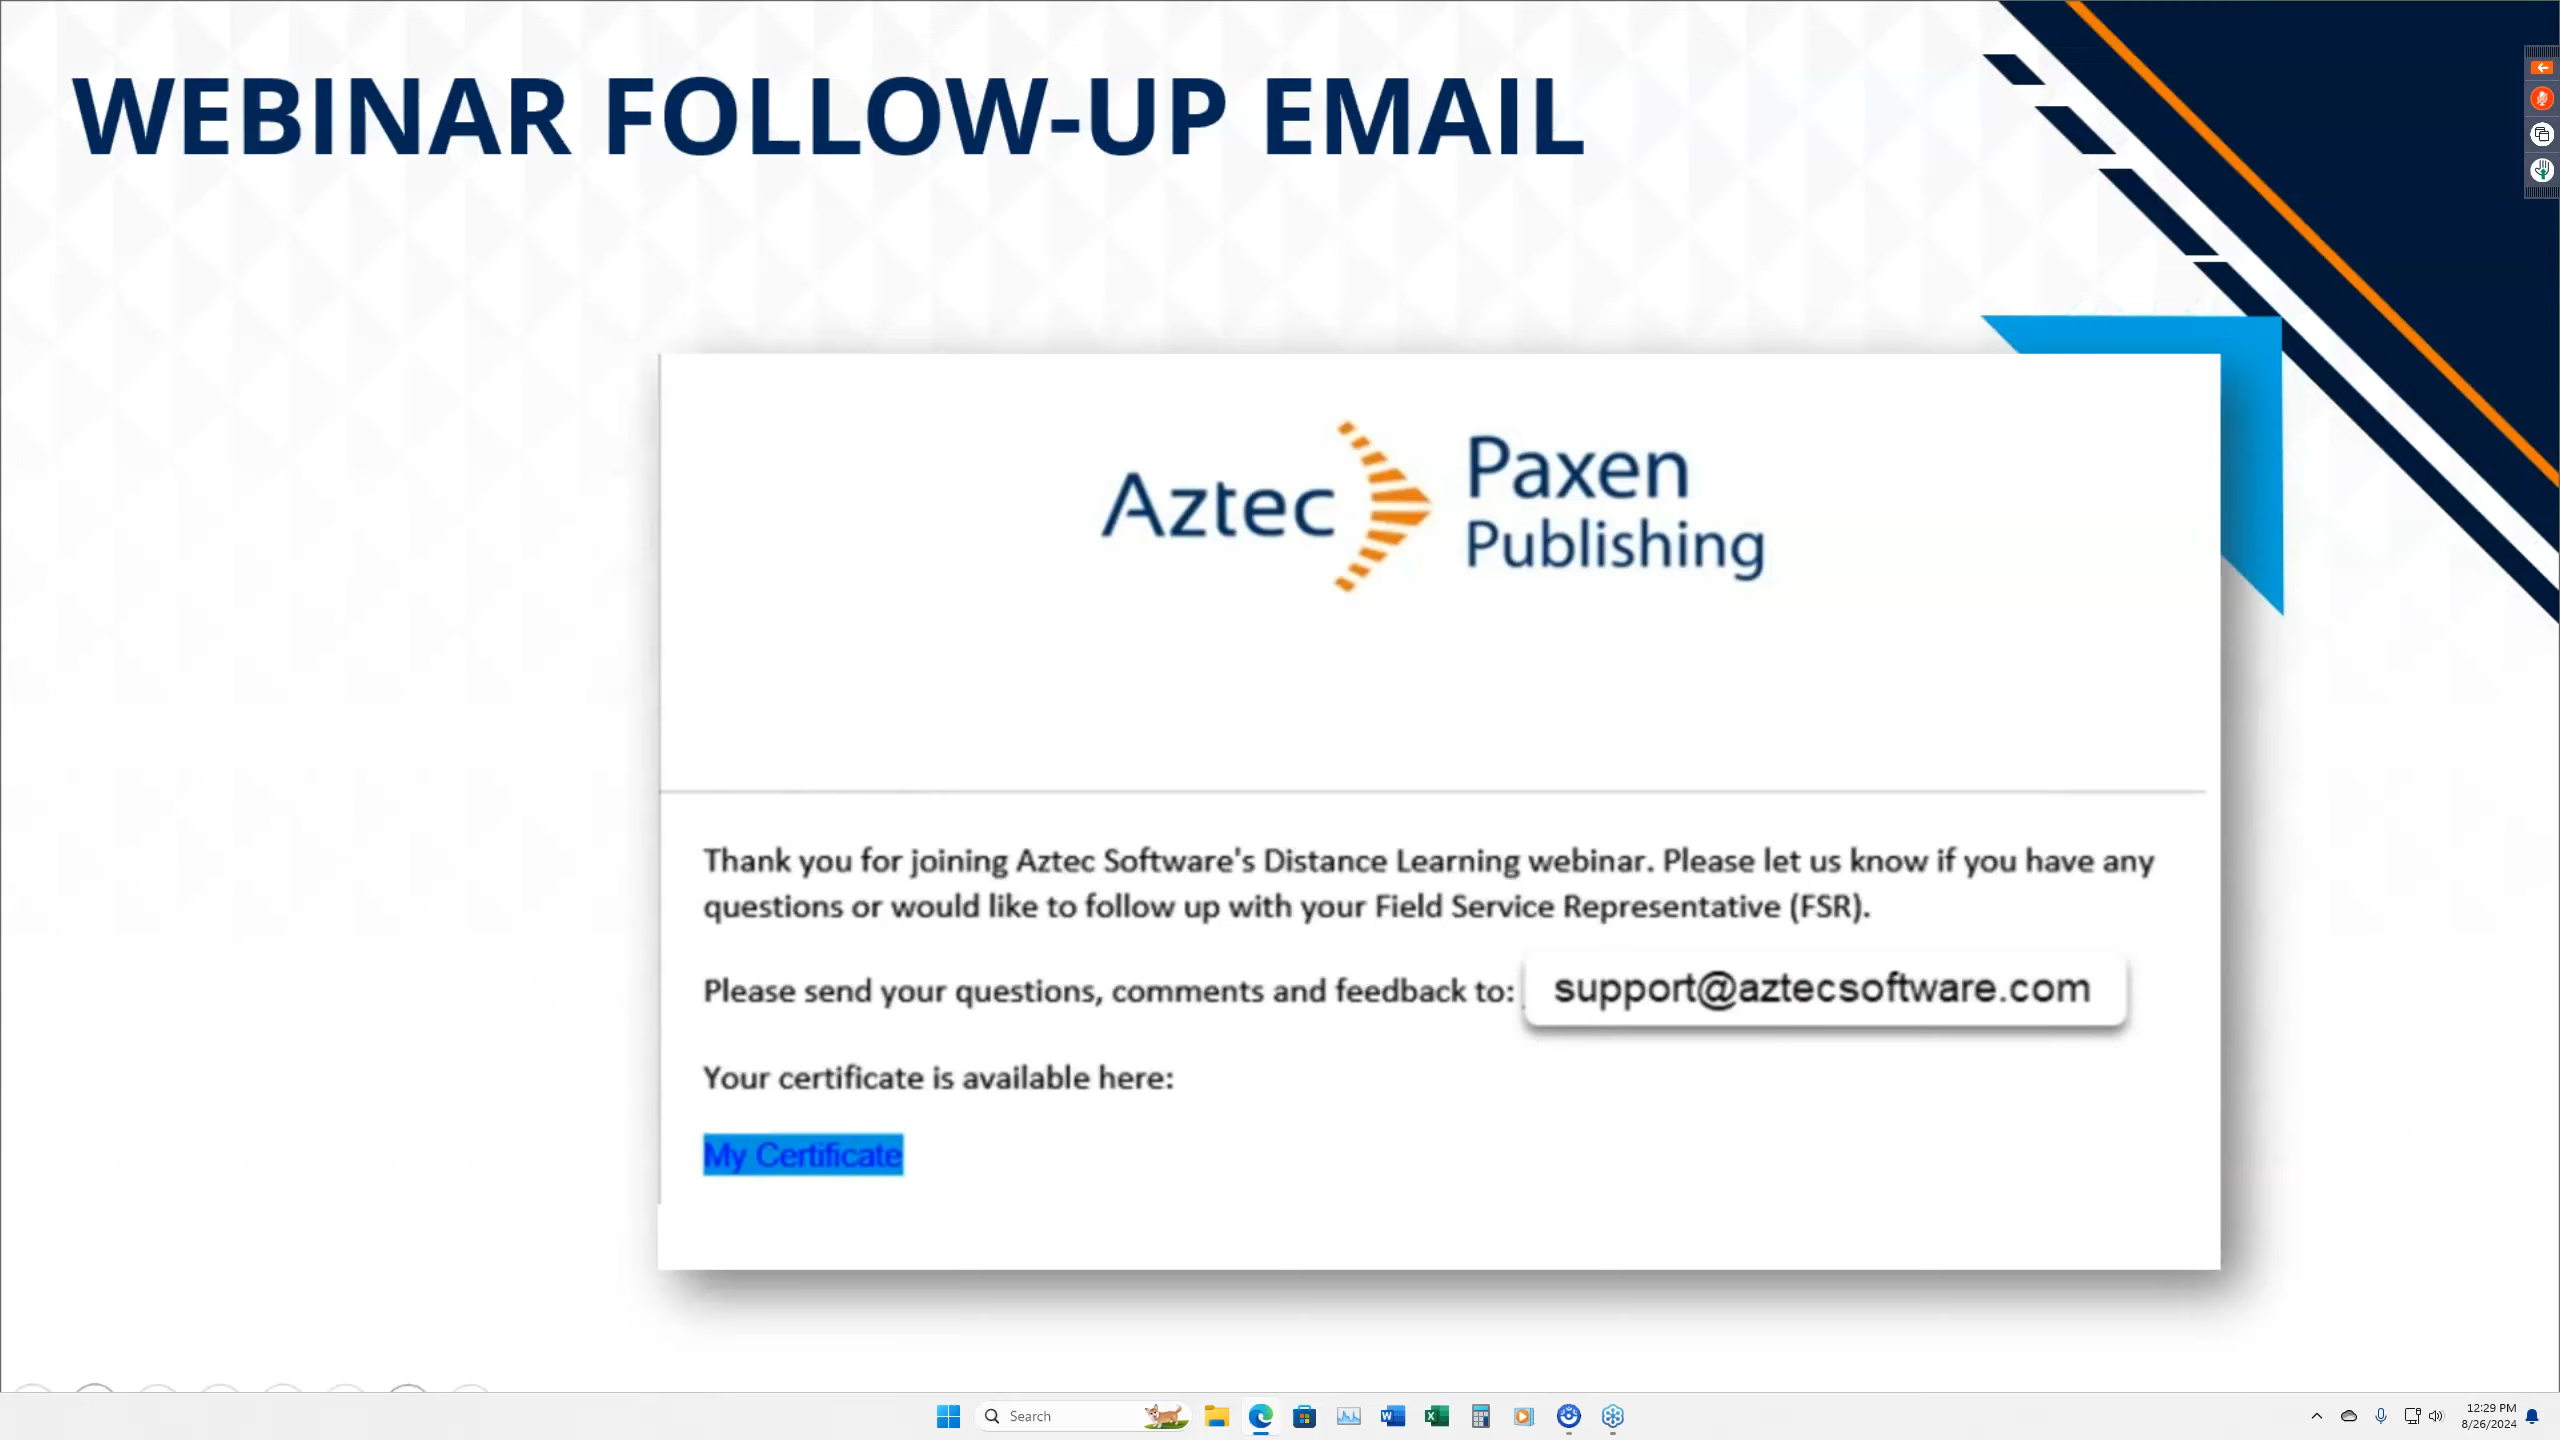 WEBINAR FOLLOW-UP EMAIL
Aztec
Paxen
Publishing
Thank you for joining Aztec Software's Distance Learning webinar. Please let us know if you have any
questions or would like to follow up with your Field Service Representative (FSR).
Please send your questions, comments and feedback to: support@aztecsoftware.com
Your certificate is available here:
My Certificate
Search
12:29 PM
8/26/2024